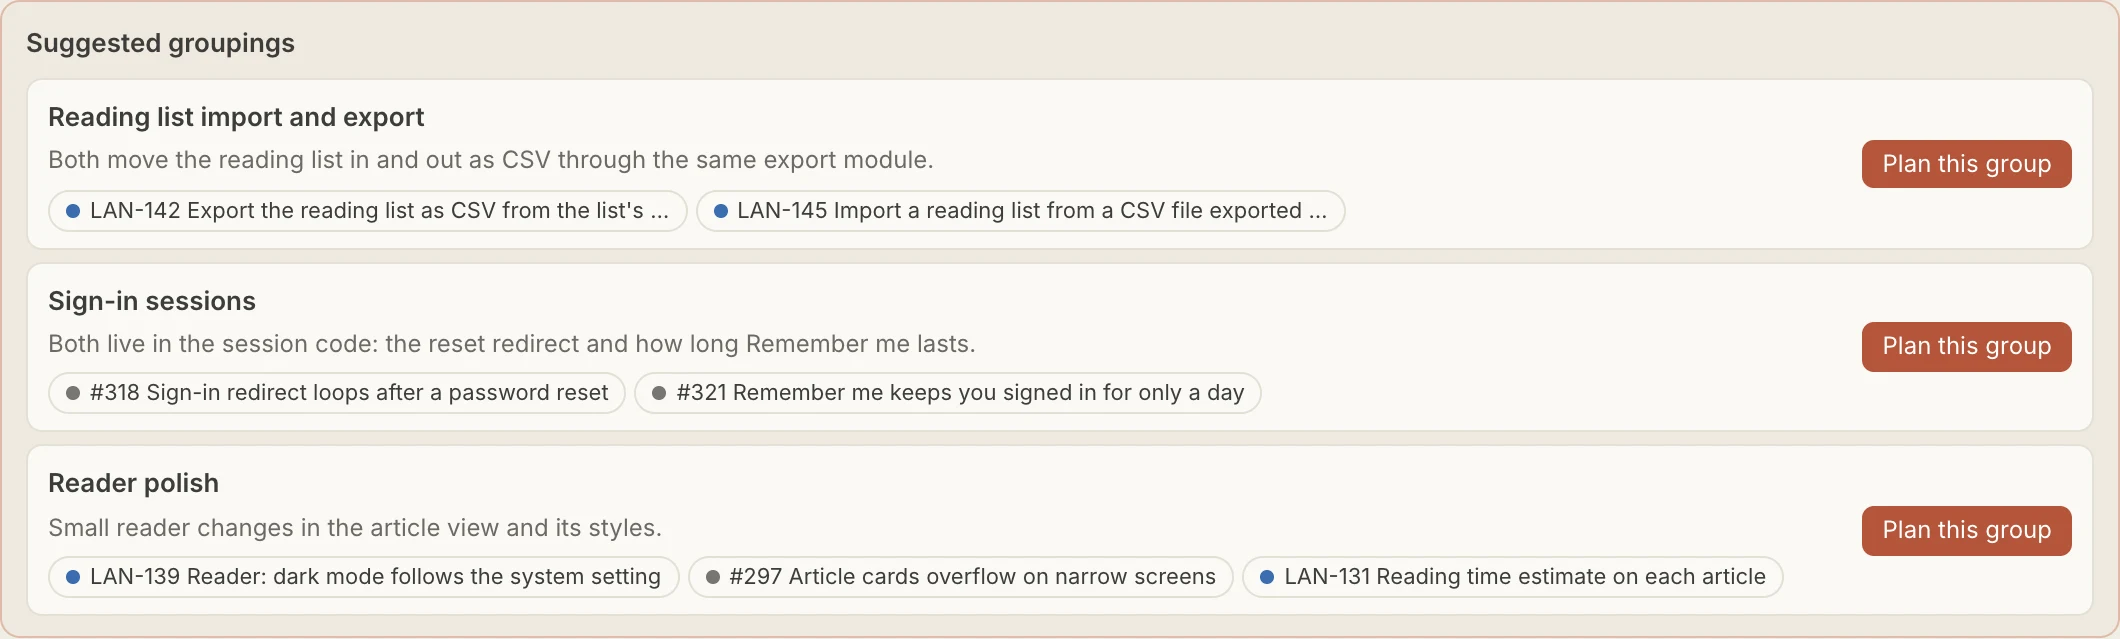 Suggested groupings
Reading list import and export
Both move the reading list in and out as CSV through the same export module.
Plan this group
LAN-142 Export the reading list as CSV from the list's ...
LAN-145 Import a reading list from a CSV file exported ...
Sign-in sessions
Both live in the session code: the reset redirect and how long Remember me lasts.
Plan this group
#318 Sign-in redirect loops after a password reset
#321 Remember me keeps you signed in for only a day
Reader polish
Small reader changes in the article view and its styles.
Plan this group
LAN-139 Reader: dark mode follows the system setting
#297 Article cards overflow on narrow screens
LAN-131 Reading time estimate on each article